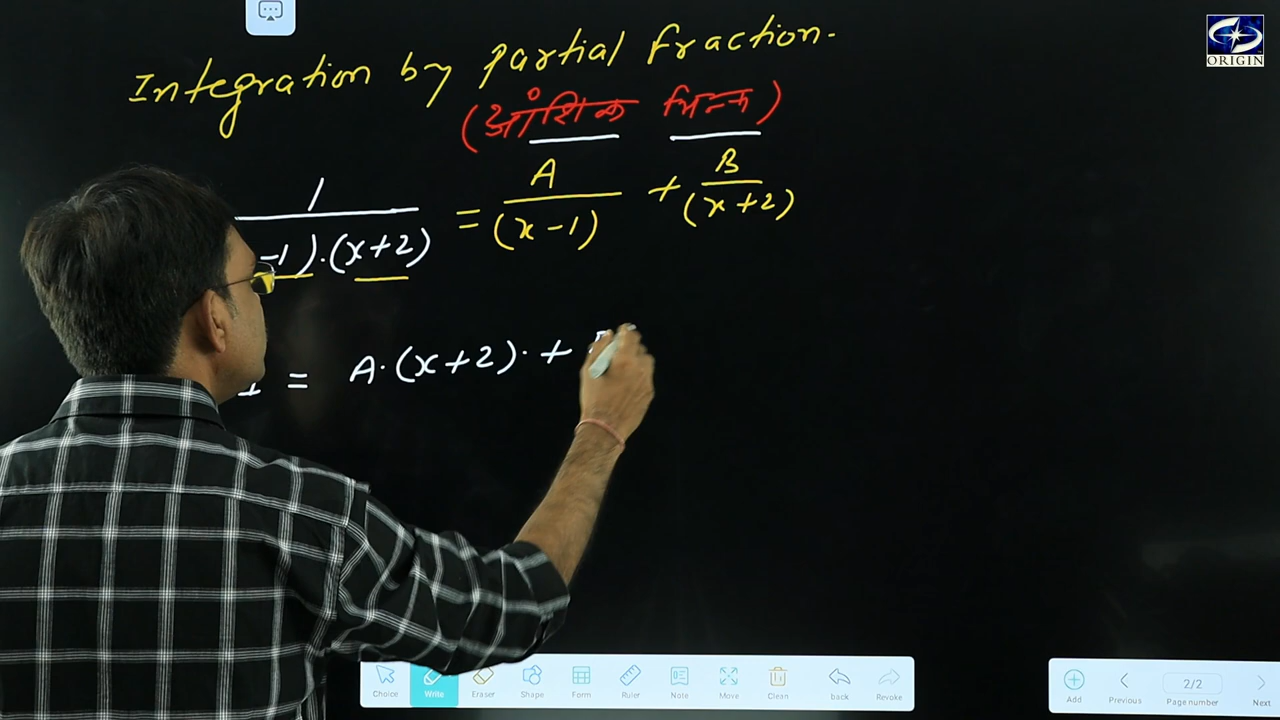 ORIGIN
Integration by partial fraction.
(आंशिक भिन्न)
1 / -1).(x+2) = A / (x-1) + B / (x+2)
1 = A.(x+2). +
Choice Write Eraser Shape Form Ruler Note Move Clean back Revoke
Add Previous 2/2 Page number Next